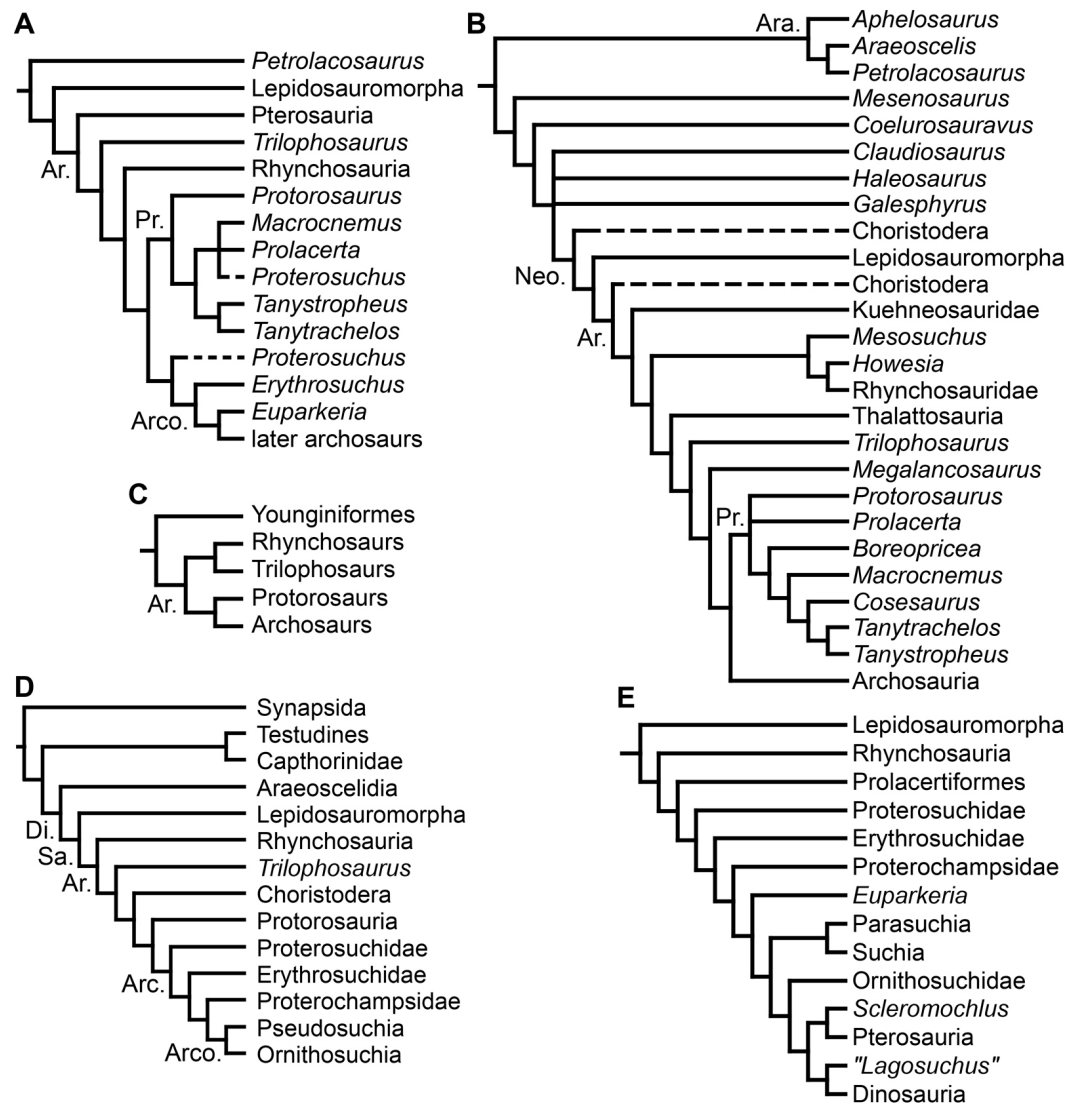 A
Petrolacosaurus
Lepidosauromorpha
Pterosauria
Ar.
Trilophosaurus
Rhynchosauria
Pr.
Protorosaurus
Macrocnemus
Prolacerta
Proterosuchus
Tanystropheus
Tanytrachelos
Proterosuchus
Erythrosuchus
Arco.
Euparkeria
later archosaurs
B
Ara.
Aphelosaurus
Araeoscelis
Petrolacosaurus
Mesenosaurus
Coelurosauravus
Claudiosaurus
Haleosaurus
Galesphyrus
Choristodera
Neo.
Lepidosauromorpha
Choristodera
Ar.
Kuehneosauridae
Mesosuchus
Howesia
Rhynchosauridae
Thalattosauria
Trilophosaurus
Megalancosaurus
Protorosaurus
Pr.
Prolacerta
Boreopricea
Macrocnemus
Cosesaurus
Tanytrachelos
Tanystropheus
Archosauria
C
Younginiformes
Rhynchosaurs
Trilophosaurs
Ar.
Protorosaurs
Archosaurs
D
Synapsida
Testudines
Capthorinidae
Araeoscelidia
Lepidosauromorpha
Di.
Rhynchosauria
Sa.
Trilophosaurus
Ar.
Choristodera
Protorosauria
Proterosuchidae
Arc.
Erythrosuchidae
Proterochampsidae
Pseudosuchia
Arco.
Ornithosuchia
E
Lepidosauromorpha
Rhynchosauria
Prolacertiformes
Proterosuchidae
Erythrosuchidae
Proterochampsidae
Euparkeria
Parasuchia
Suchia
Ornithosuchidae
Scleromochlus
Pterosauria
"Lagosuchus"
Dinosauria